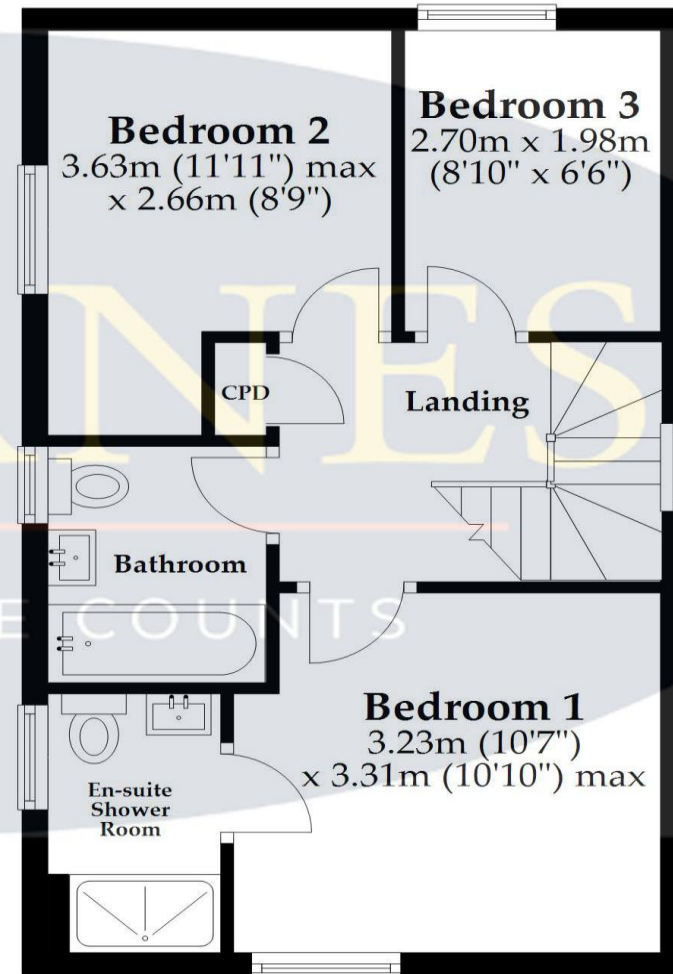 Bedroom 2
3.63m (11'11") max
x 2.66m (8'9")
Bedroom 3
2.70m x 1.98m
(8'10" x 6'6")
CPD
Landing
Bathroom
ANES
E COUNTS
Bedroom 1
3.23m (10'7")
x 3.31m (10'10") max
En-suite
Shower
Room